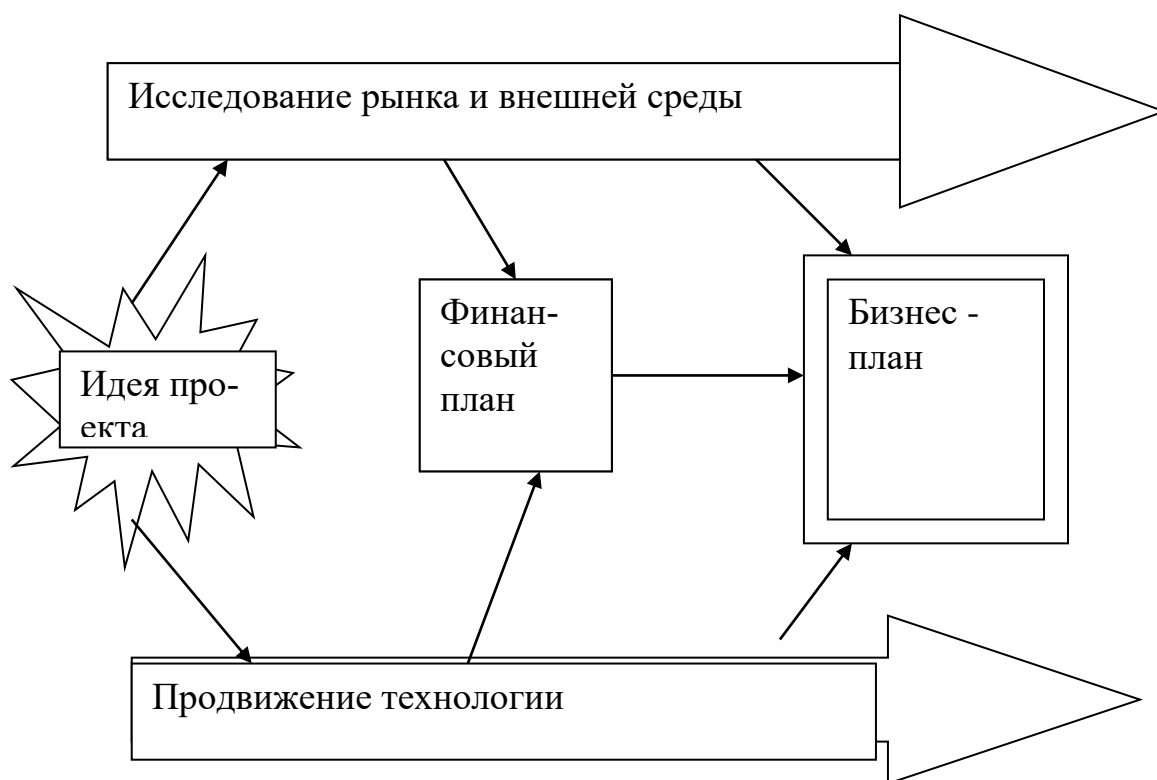 Исследование рынка и внешней среды
Финан-
совый
план
Бизнес -
план
Идея про-
екта
Продвижение технологии